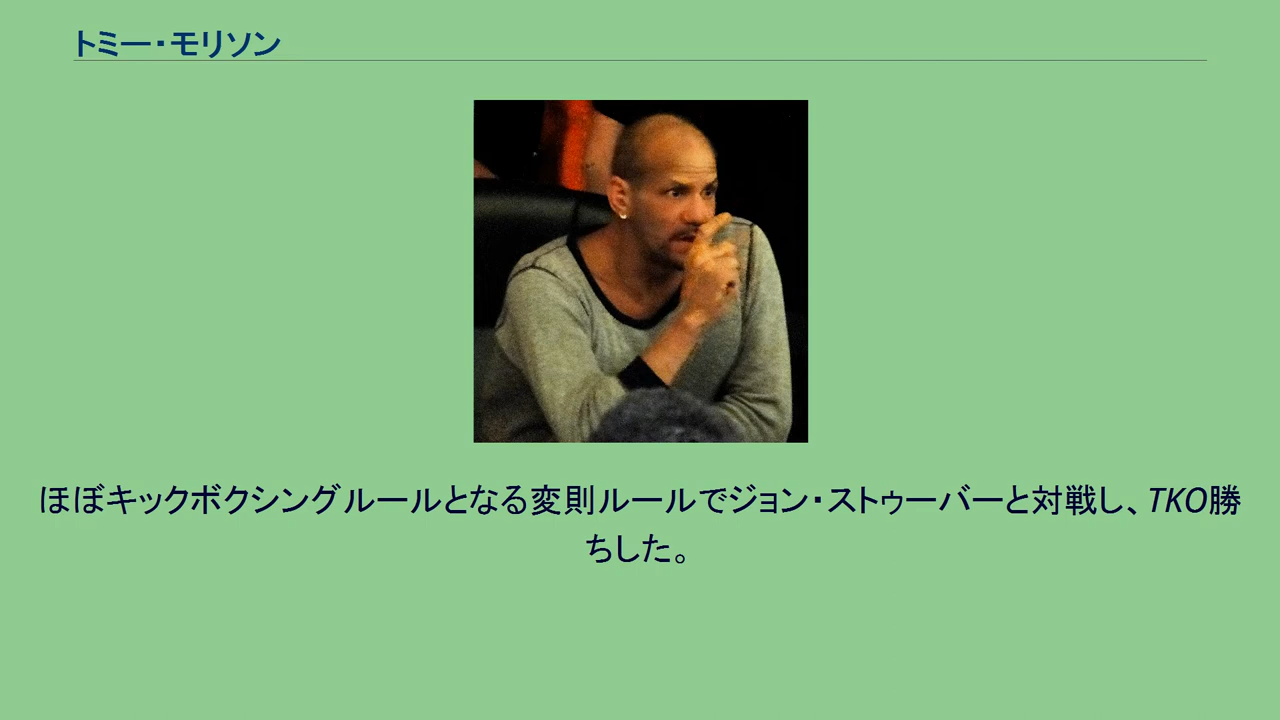 トミー・モリソン
ほぼキックボクシングルールとなる変則ルールでジョン・ストゥーバーと対戦し、TKO勝
ちした。